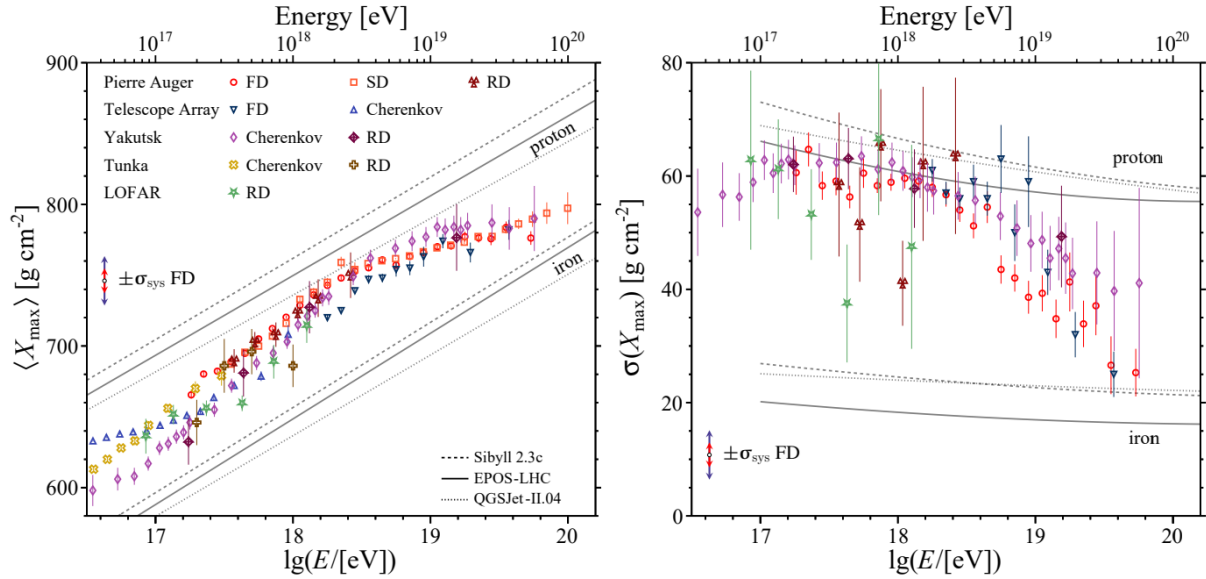 Energy [eV]
10^17 10^18 10^19 10^20
900
800
700
600
⟨X_max⟩ [g cm^-2]
Pierre Auger FD SD RD
Telescope Array FD Cherenkov
Yakutsk Cherenkov RD
Tunka Cherenkov RD
LOFAR RD
proton
iron
±σ_sys FD
Sibyll 2.3c
EPOS-LHC
QGSJet-II.04
17 18 19 20
lg(E/[eV])
Energy [eV]
10^17 10^18 10^19 10^20
80
60
40
20
0
σ(X_max) [g cm^-2]
proton
iron
±σ_sys FD
17 18 19 20
lg(E/[eV])